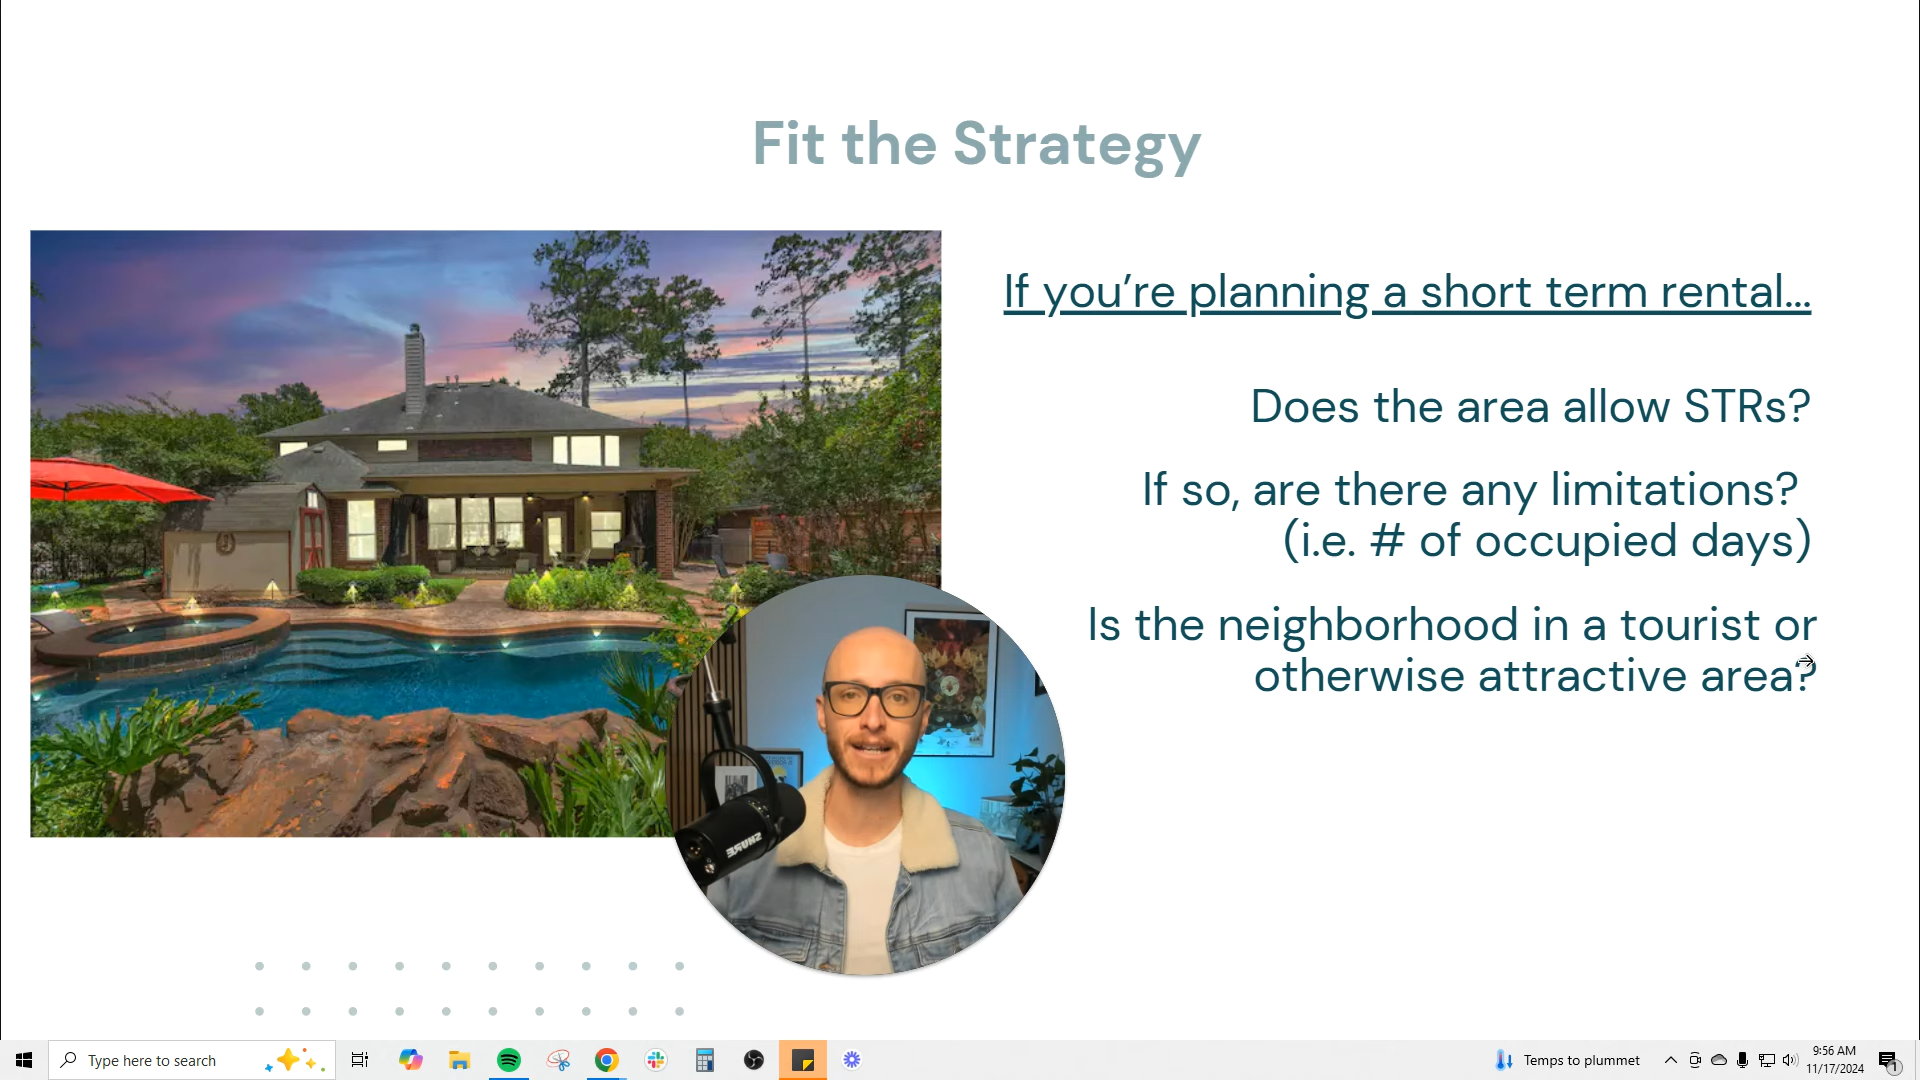 Fit the Strategy
If you’re planning a short term rental...
Does the area allow STRs?
If so, are there any limitations?
(i.e. # of occupied days)
Is the neighborhood in a tourist or
otherwise attractive area?
SHURE
Type here to search
Temps to plummet
9:56 AM
11/17/2024
1